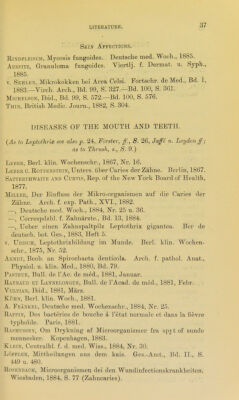 LITERATURE. 37
Skin Affections.
Rindfleisch, Mycosis fungoides. Deutsche med. Woch., 1885.
Auspitz, Granuloma fungoides. Viertlj. f. Dermat. u. Syph.,
1885.
v. Sehlen, Mikrokokken bei Area Celsi. Fortschr. de Med., Bd. 1,
1883.—Virch Arch., Bd. 99, S. 327.—Bd. 100, S. 361.
Michelson, Ibid., Bd. 99, S. 572.—Bd. 100, S. 576.
Thin, British Medic. Journ., 1882, S. 304.
DISEASES OF THE MOUTH AND TEETH.
(As to Leptothrix see also p. 24, Förster, ff., S. 26, Jaffé u. Leyden ff.;
as to Thrush, v., S. 9.)
Leber, Berl. klin. Wochenschr., 1867, Nr. 16.
Leber u. Rottenstein, Unters. über Caries der Zähne. Berlin, 1867.
Satterthwaite and Curtis, Rep. of the New York Board of Health,
1877.
Miller, Der Einfluss der Mikro-organismen auf die Caries der
Zähne. Arch. f. exp. Path., XVI., 1882.
—, Deutsche med. Woch., 1884, Nr. 25 u. 36.
—, Correspbld. f. Zahnärzte, Bd 13, 1884.
—, Ueber einen Zahnspaltpilz Leptothrix gigantea. Ber de
deutsch. bot. Ges., 1883, Heft 5.
v. Urisch, Leptothrixbildung im Munde. Berl. klin. Wochen-
schr., 1873, Nr. 52.
Arndt, Beob. an Spirochaeta denticola. Arch. f. pathol. Anat.,
Physiol. u. klin. Med., 1880, Bd. 79.
Pasteur, Bull. de l'Ac. de méd., 1881, Januar.
Raynaud et Lannelongue, Bull. de l'Acad. de méd., 1881, Febr.
Vulpian, Ibid., 1881, März.
Kühn, Berl. klin. Woch., 1881.
A. Fränkel, Deutsche med. Wochenschr., 1884, Nr. 25.
Rappin, Des bactéries de bouche á l'état normale et dans la fièvre
typhoïde. Paris, 1881.
Rasmussen, Om Drykning af Microorganismer fra spyt of sunde
mennesker. Kopenhagen, 1883.
Klein, Centralbl. f. d. med. Wiss., 1884, Nr. 30.
Löffler, Mittheilungen aus dem kais. Ges.-Amt., Bd. II., S.
449 u. 480.
Rosenbach, Microorganismen dei den Wundinfectionskrankheiten.
Wiesbaden, 1884, S. 77 (Zahncaries).